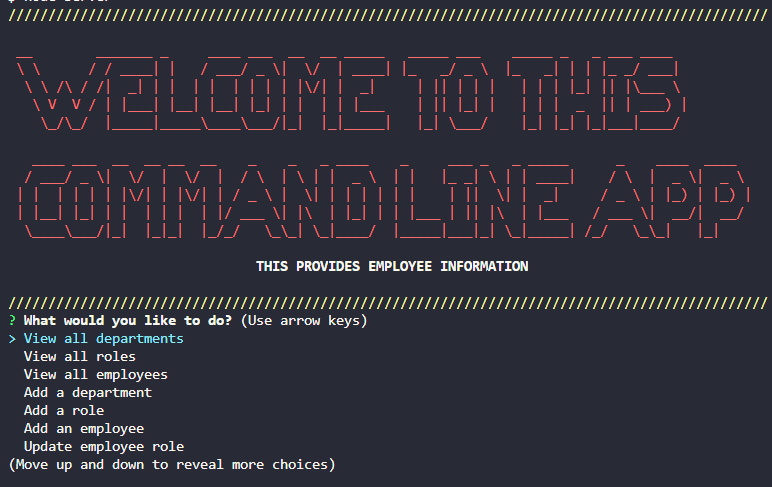 $ node server
////////////////////////////////////////////////////////////////////////////////////////////////
WELCOME TO THIS
COMMANDLINE APP
THIS PROVIDES EMPLOYEE INFORMATION
////////////////////////////////////////////////////////////////////////////////////////////////
? What would you like to do? (Use arrow keys)
> View all departments
View all roles
View all employees
Add a department
Add a role
Add an employee
Update employee role
(Move up and down to reveal more choices)